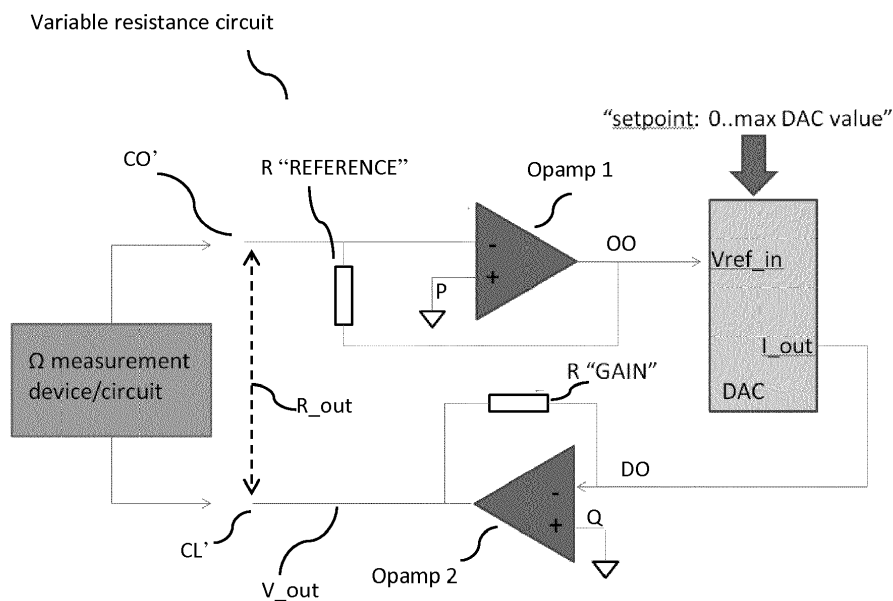 Variable resistance circuit
“setpoint: 0..max DAC value”
CO’
R “REFERENCE”
Opamp 1
OO
-
+
P
Vref_in
I_out
DAC
Ω measurement
device/circuit
R_out
R “GAIN”
DO
-
+
Q
CL’
V_out
Opamp 2